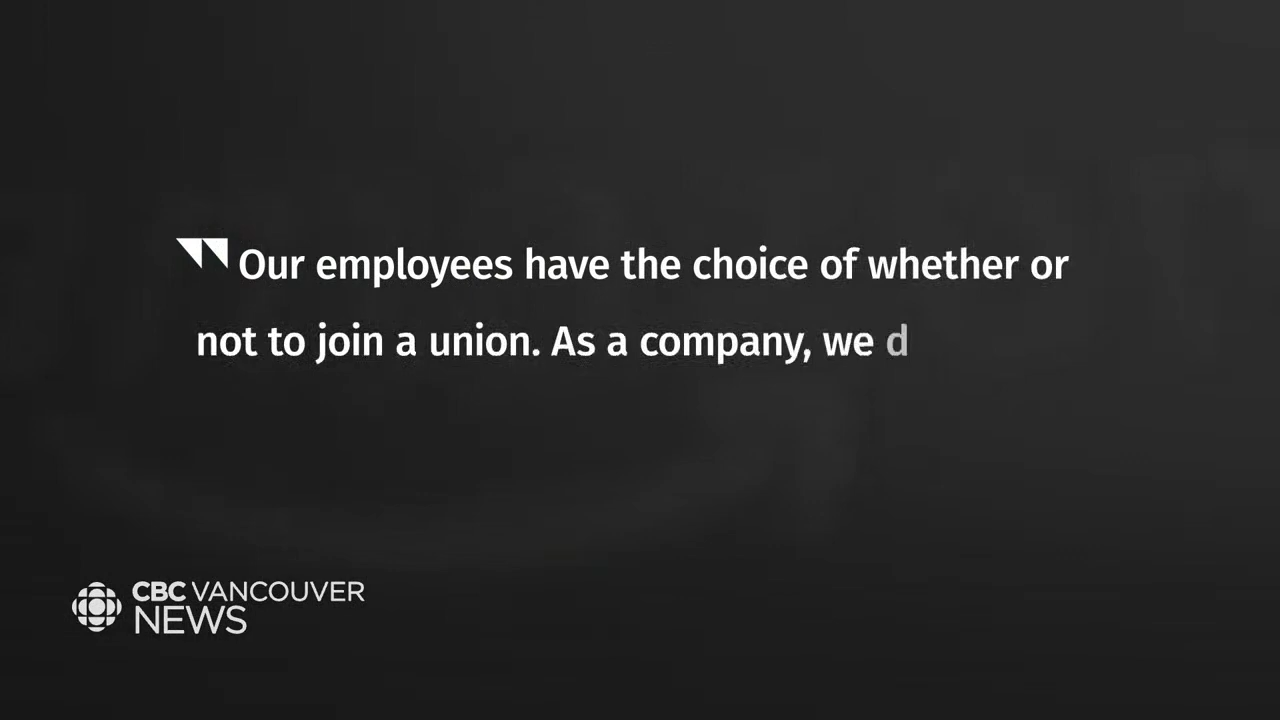 Our employees have the choice of whether or
not to join a union. As a company, we d
CBC VANCOUVER
NEWS